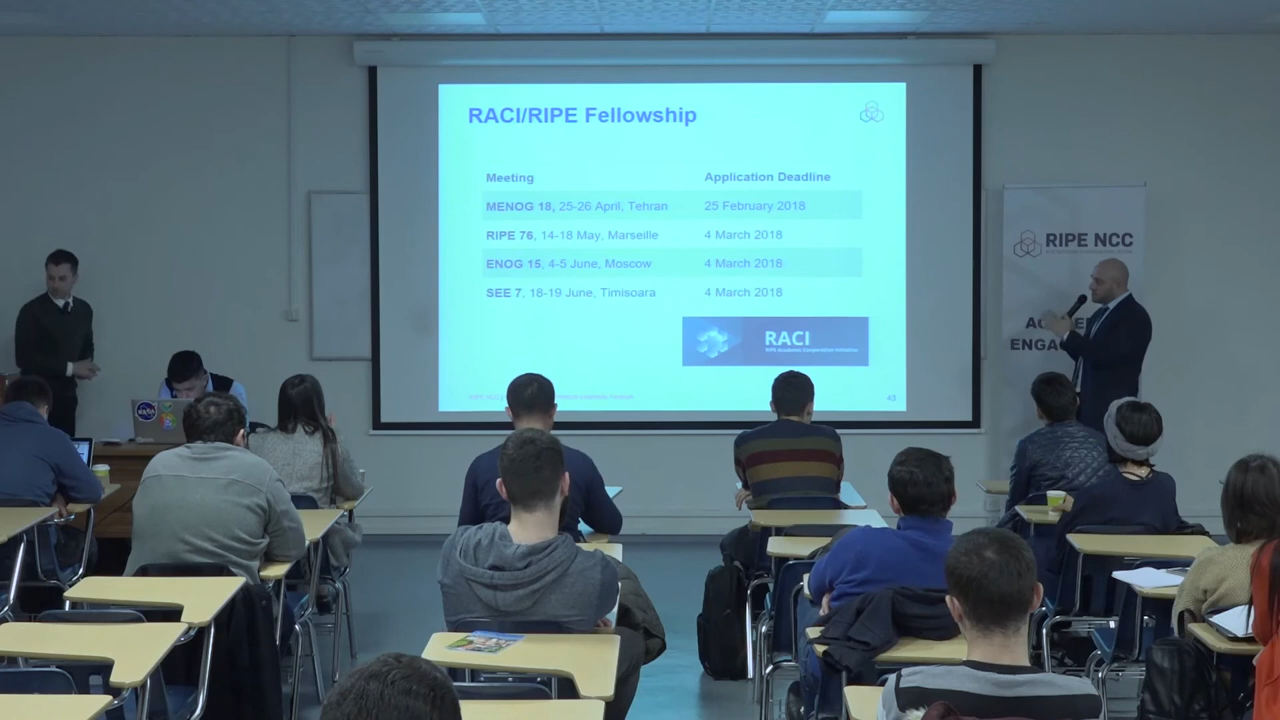 RACI/RIPE Fellowship
Meeting Application Deadline
MENOG 18, 25-26 April, Tehran 25 February 2018
RIPE 76, 14-18 May, Marseille 4 March 2018
ENOG 15, 4-5 June, Moscow 4 March 2018
SEE 7, 18-19 June, Timisoara 4 March 2018
RACI
RIPE Academic Cooperation Initiative
43
RIPE NCC
NASA